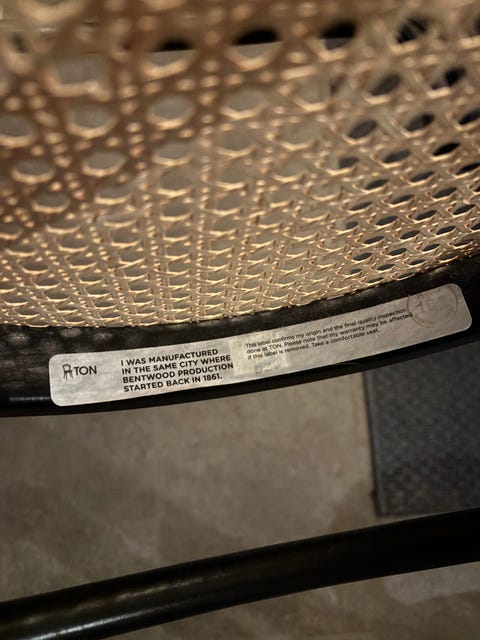 TON
I WAS MANUFACTURED
IN THE SAME CITY WHERE
BENTWOOD PRODUCTION
STARTED BACK IN 1861.
This label confirms my origin and the final quality inspection
done at TON. Please note that my warranty may be affected
if this label is removed. Take a comfortable seat.